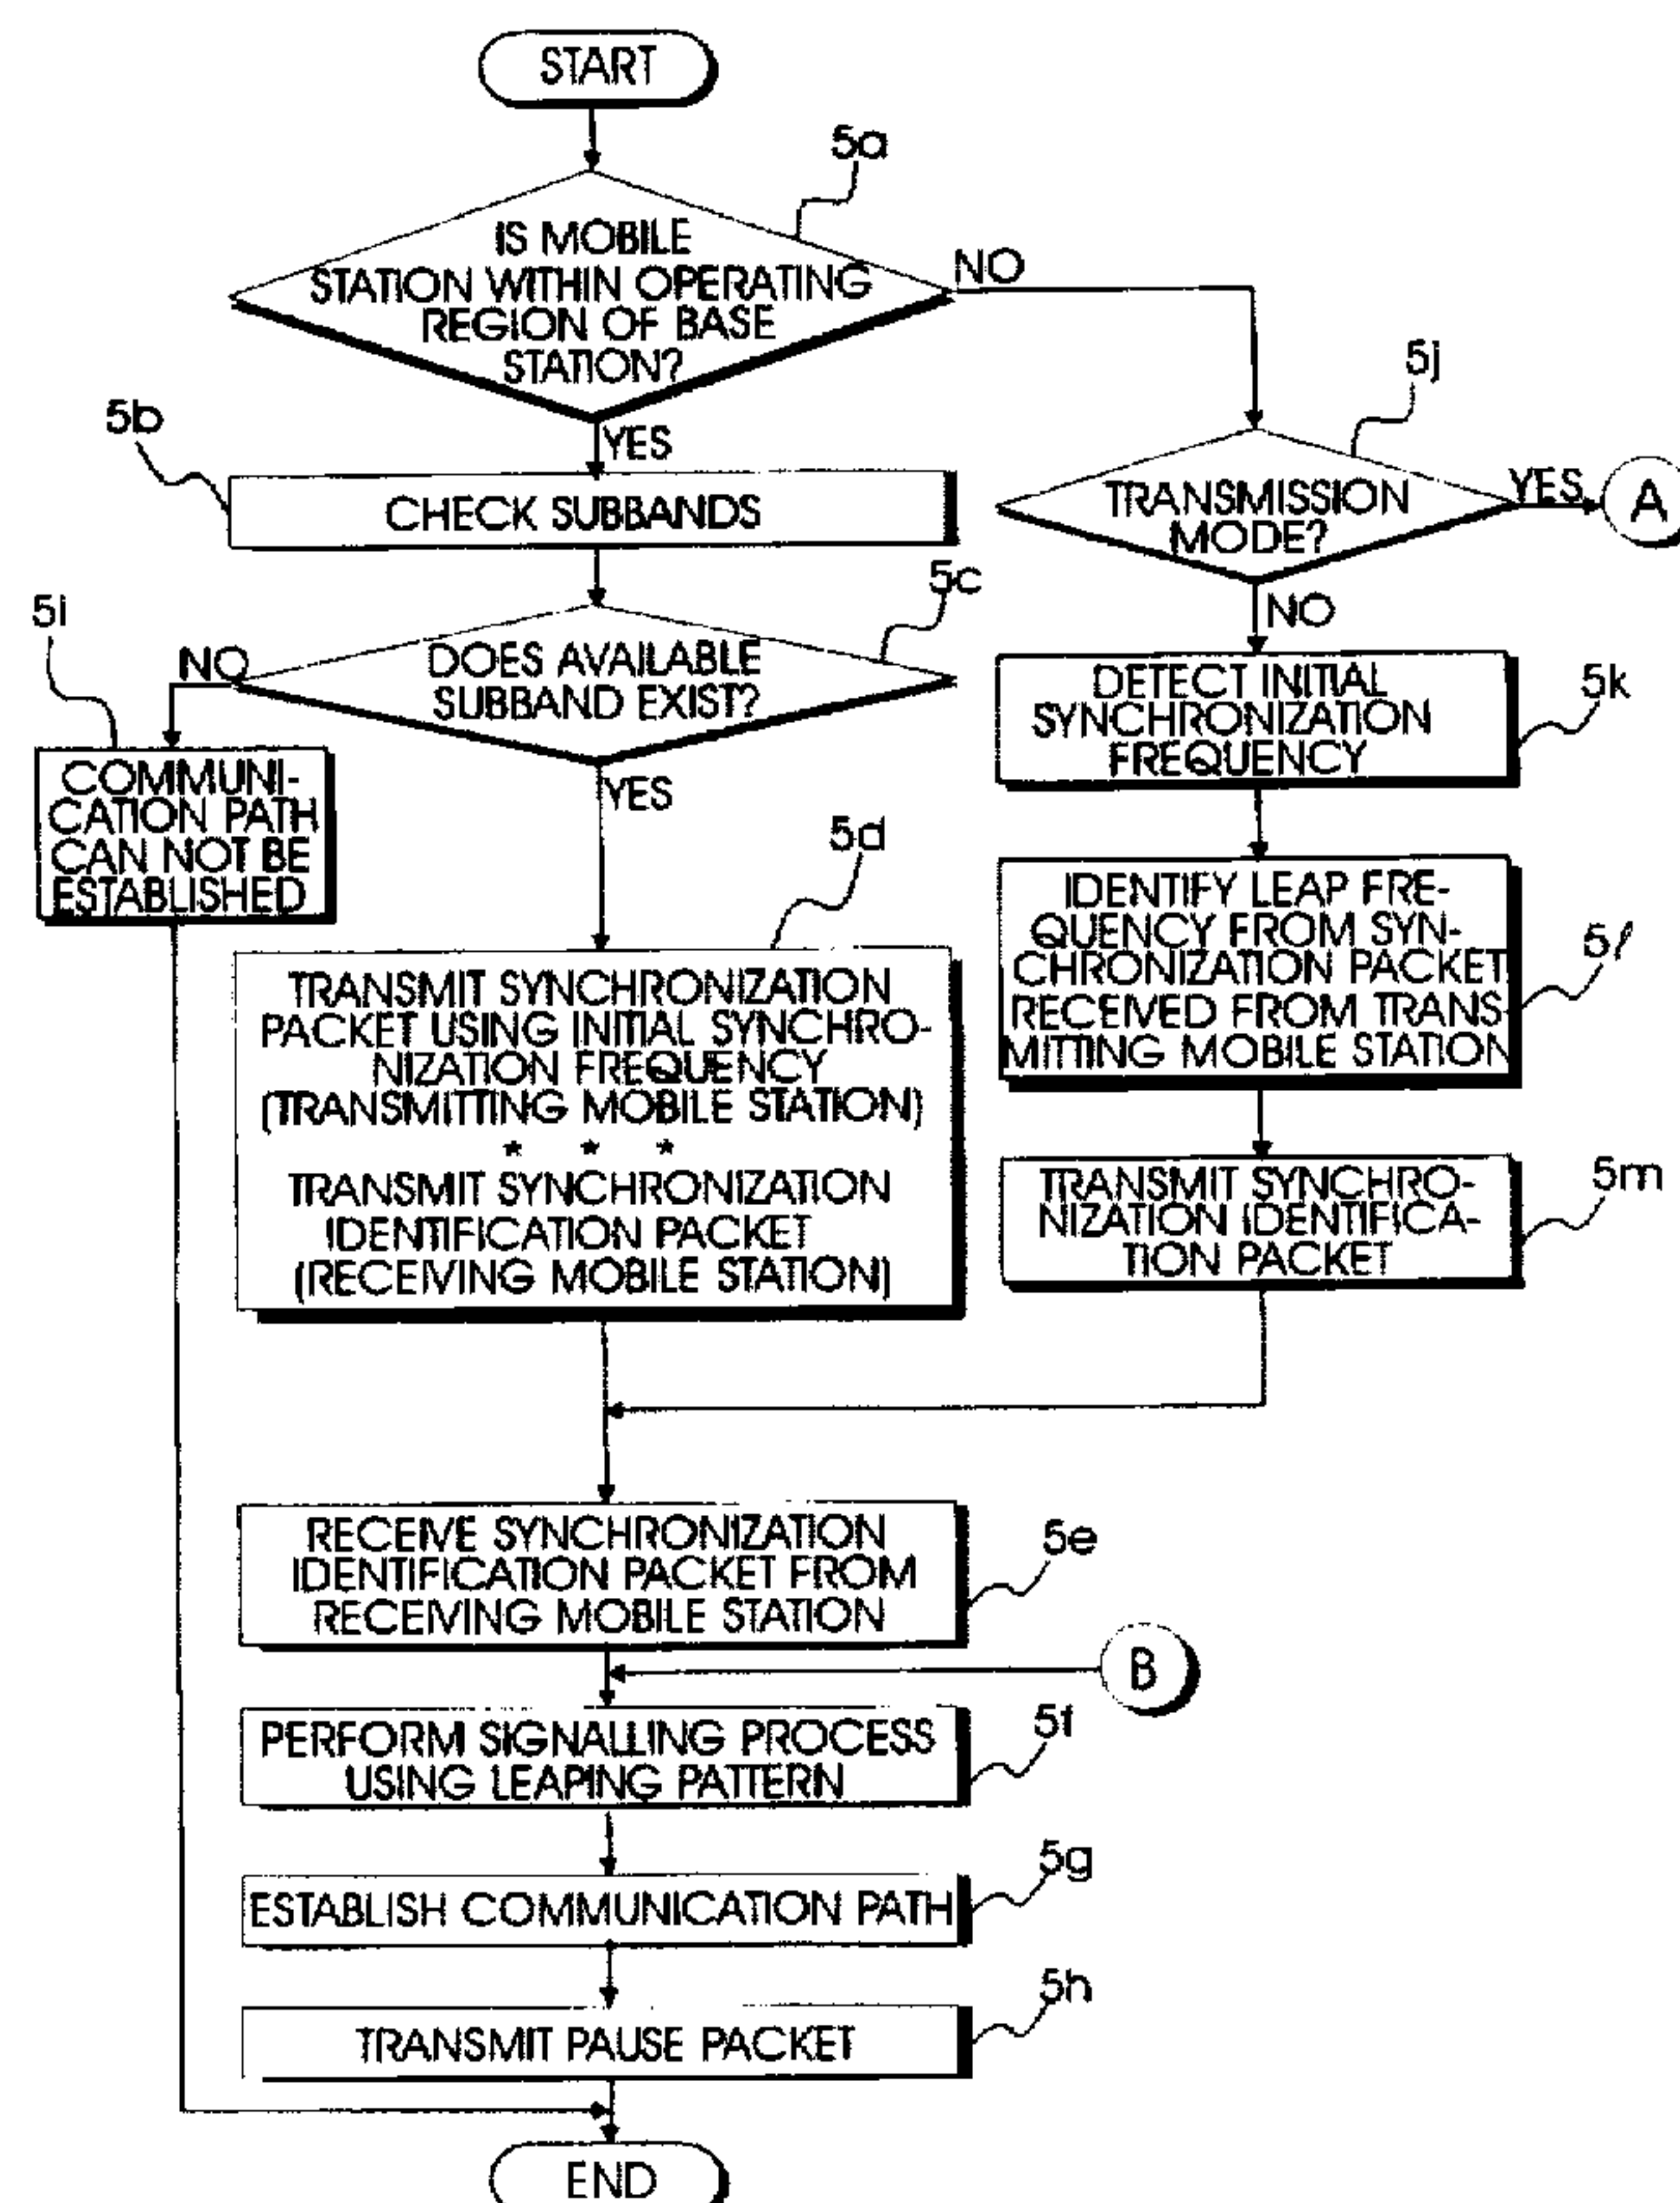 START
5a
IS MOBILE
STATION WITHIN OPERATING
REGION OF BASE
STATION?
NO
YES
5b
CHECK SUBBANDS
5j
TRANSMISSION
MODE?
YES
A
NO
5c
DOES AVAILABLE
SUBBAND EXIST?
NO
YES
5i
COMMUNI-
CATION PATH
CAN NOT BE
ESTABLISHED
5k
DETECT INITIAL
SYNCHRONIZATION
FREQUENCY
5d
TRANSMIT SYNCHRONIZATION
PACKET USING INITIAL SYNCHRO-
NIZATION FREQUENCY
(TRANSMITTING MOBILE STATION)
* * *
TRANSMIT SYNCHRONIZATION
IDENTIFICATION PACKET
(RECEIVING MOBILE STATION)
5l
IDENTIFY LEAP FRE-
QUENCY FROM SYN-
CHRONIZATION PACKET
RECEIVED FROM TRANS-
MITTING MOBILE STATION
5m
TRANSMIT SYNCHRO-
NIZATION IDENTIFICA-
TION PACKET
5e
RECEIVE SYNCHRONIZATION
IDENTIFICATION PACKET FROM
RECEIVING MOBILE STATION
B
5f
PERFORM SIGNALLING PROCESS
USING LEAPING PATTERN
5g
ESTABLISH COMMUNICATION PATH
5h
TRANSMIT PAUSE PACKET
END